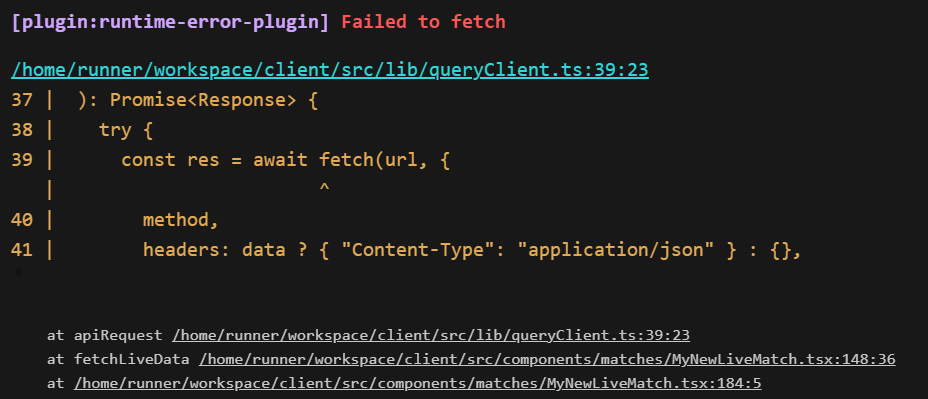 [plugin:runtime-error-plugin] Failed to fetch
/home/runner/workspace/client/src/lib/queryClient.ts:39:23
37 |  ): Promise<Response> {
38 |    try {
39 |      const res = await fetch(url, {
   |                        ^
40 |        method,
41 |        headers: data ? { "Content-Type": "application/json" } : {},
at apiRequest /home/runner/workspace/client/src/lib/queryClient.ts:39:23
at fetchLiveData /home/runner/workspace/client/src/components/matches/MyNewLiveMatch.tsx:148:36
at /home/runner/workspace/client/src/components/matches/MyNewLiveMatch.tsx:184:5